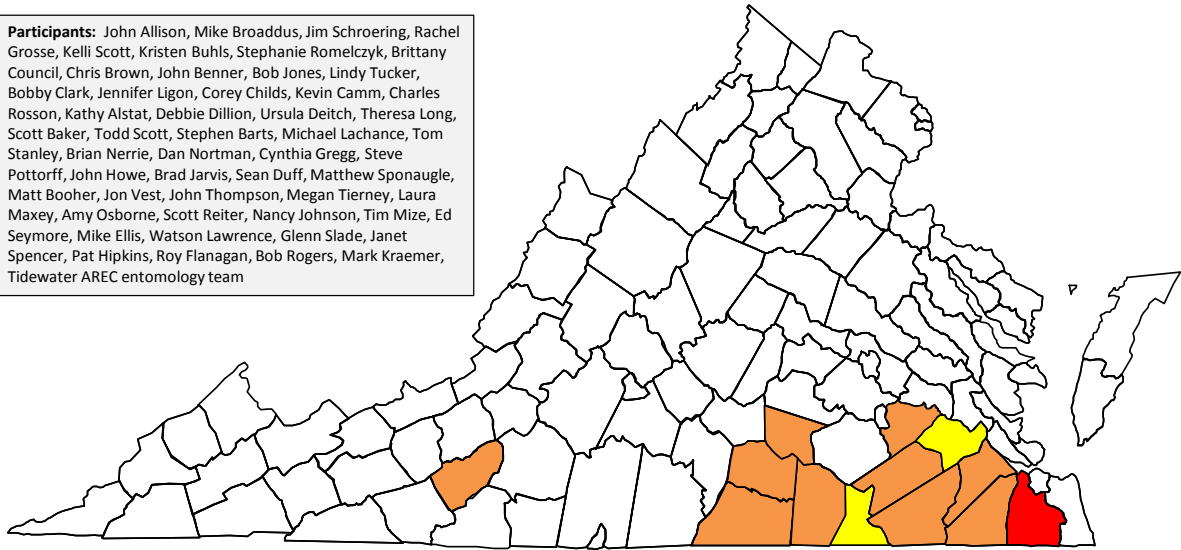 Participants: John Allison, Mike Broaddus, Jim Schroering, Rachel
Grosse, Kelli Scott, Kristen Buhls, Stephanie Romelczyk, Brittany
Council, Chris Brown, John Benner, Bob Jones, Lindy Tucker,
Bobby Clark, Jennifer Ligon, Corey Childs, Kevin Camm, Charles
Rosson, Kathy Alstat, Debbie Dillion, Ursula Deitch, Theresa Long,
Scott Baker, Todd Scott, Stephen Barts, Michael Lachance, Tom
Stanley, Brian Nerrie, Dan Nortman, Cynthia Gregg, Steve
Pottorff, John Howe, Brad Jarvis, Sean Duff, Matthew Sponaugle,
Matt Booher, Jon Vest, John Thompson, Megan Tierney, Laura
Maxey, Amy Osborne, Scott Reiter, Nancy Johnson, Tim Mize, Ed
Seymore, Mike Ellis, Watson Lawrence, Glenn Slade, Janet
Spencer, Pat Hipkins, Roy Flanagan, Bob Rogers, Mark Kraemer,
Tidewater AREC entomology team